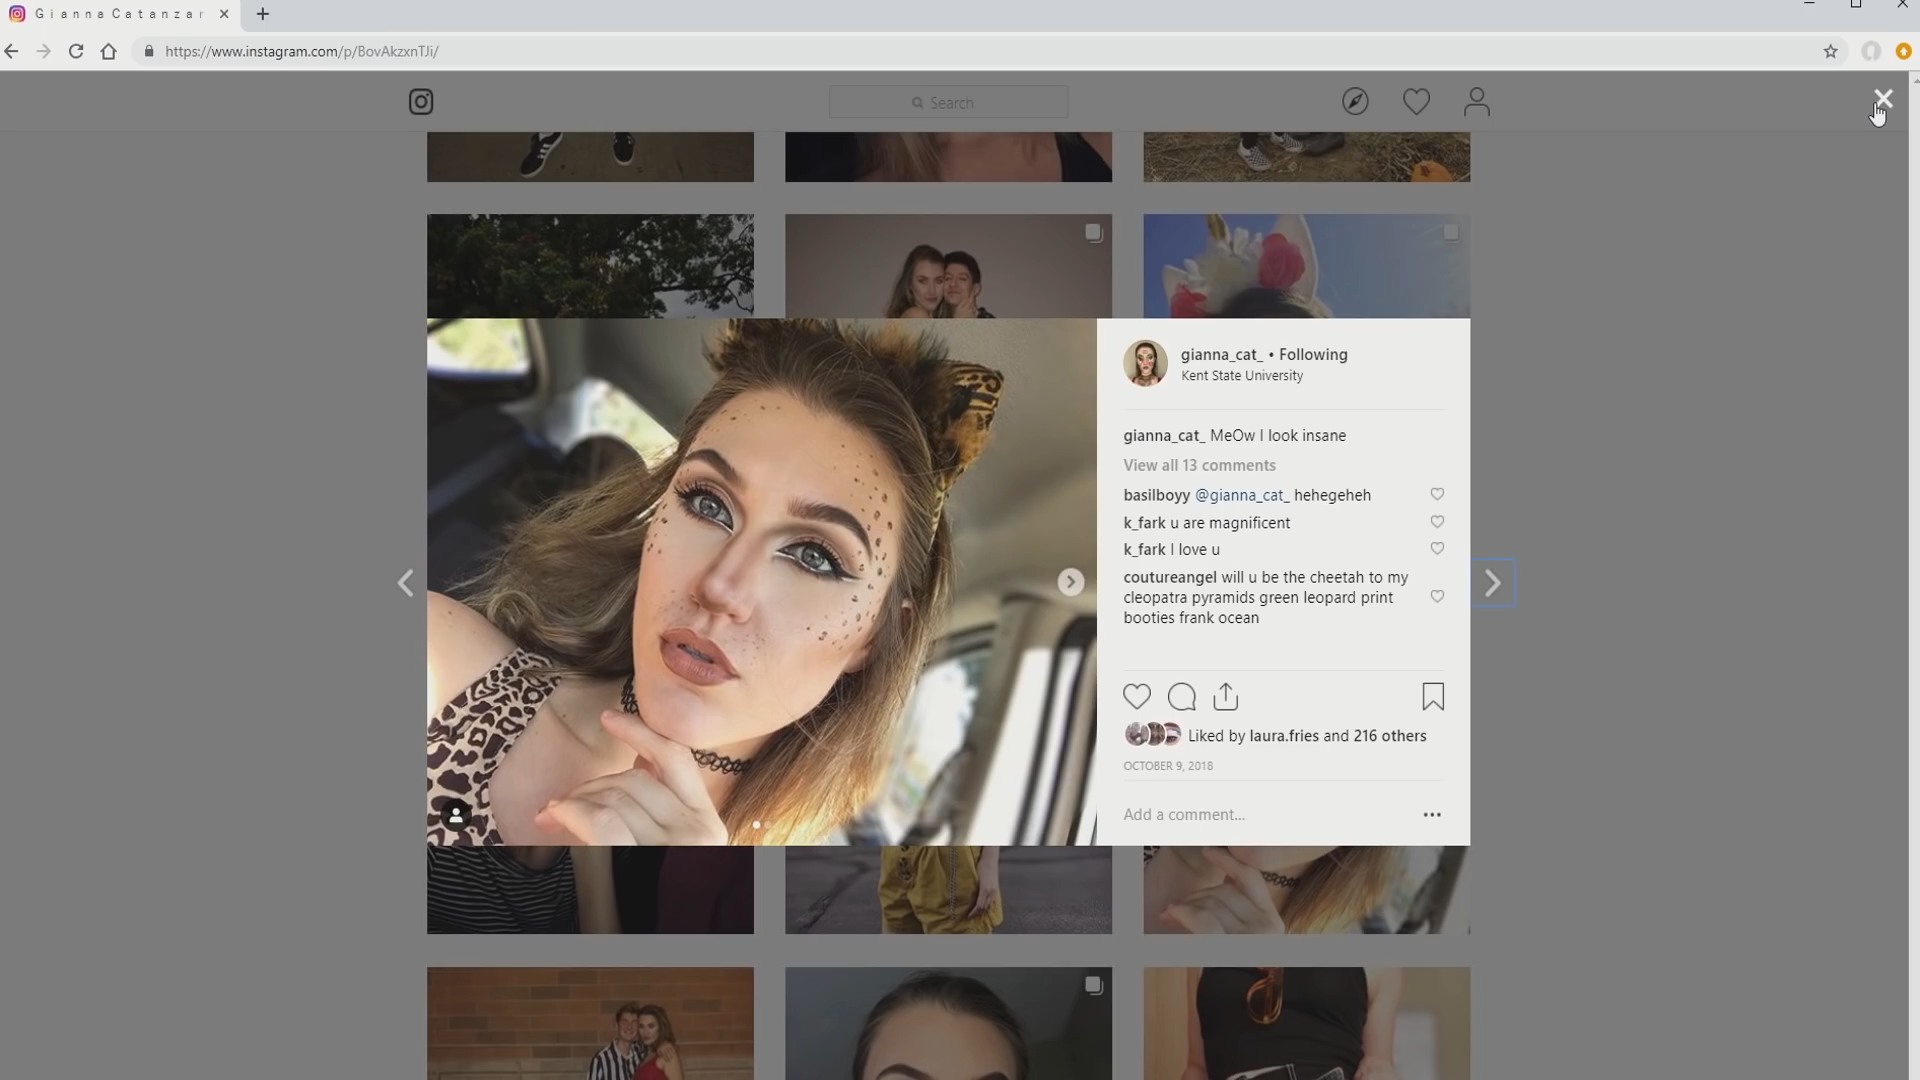 Gianna Catanzar
https://www.instagram.com/p/BovAkzxnTJi/
Search
gianna_cat_ • Following
Kent State University
gianna_cat_ MeOw I look insane
View all 13 comments
basilboyy @gianna_cat_ hehegeheh
k_fark u are magnificent
k_fark I love u
coutureangel will u be the cheetah to my
cleopatra pyramids green leopard print
booties frank ocean
Liked by laura.fries and 216 others
OCTOBER 9, 2018
Add a comment...